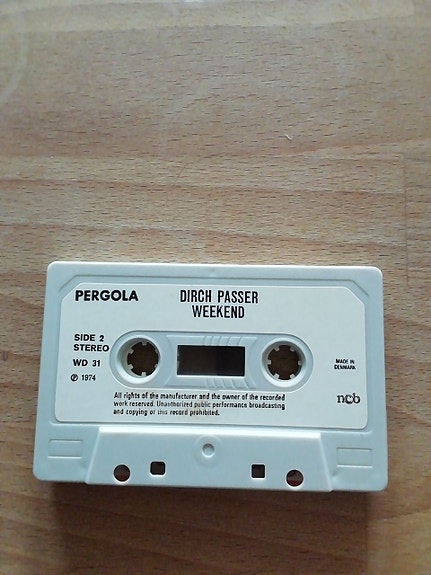 PERGOLA
DIRCH PASSER
WEEKEND
SIDE 2
STEREO
WD 31
℗ 1974
MADE IN
DENMARK
ncb
All rights of the manufacturer and the owner of the recorded
work reserved. Unauthorized public performance broadcasting
and copying of this record prohibited.